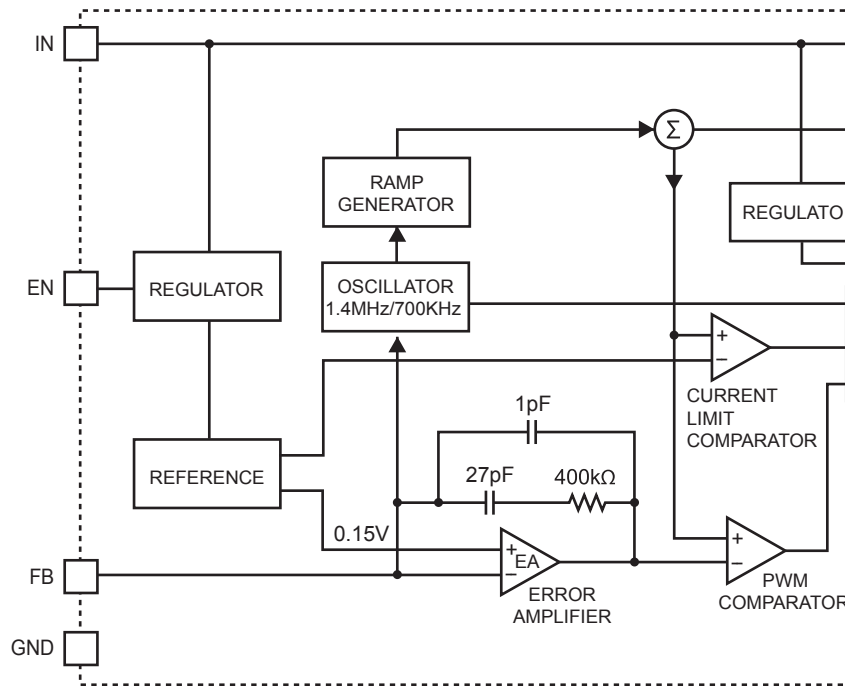 IN
Σ
RAMP
GENERATOR
REGULATO
EN
REGULATOR
OSCILLATOR
1.4MHz/700KHz
+
−
CURRENT
LIMIT
COMPARATOR
1pF
REFERENCE
27pF
400kΩ
0.15V
+
−
EA
+
−
FB
ERROR
AMPLIFIER
PWM
COMPARATOR
GND